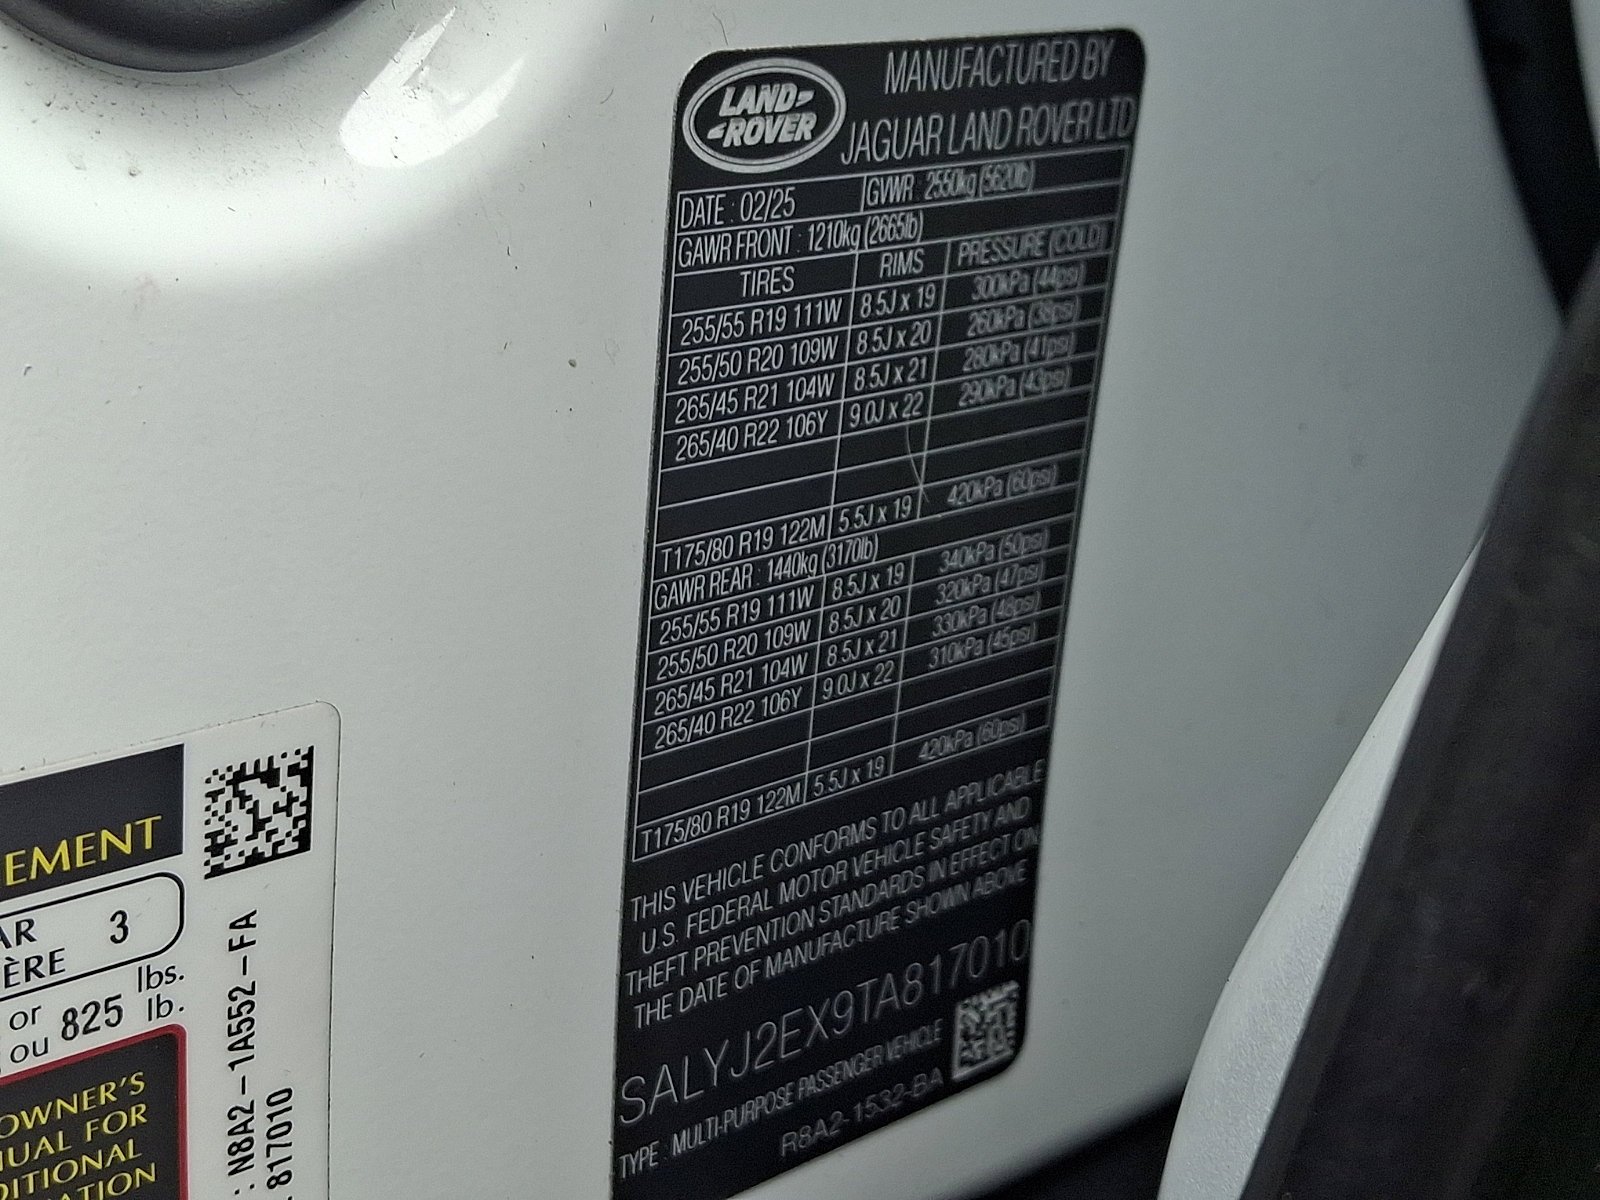 LAND
ROVER
MANUFACTURED BY
JAGUAR LAND ROVER LTD
DATE : 02/25 GVWR : 2550kg (5620lb)
GAWR FRONT : 1210kg (2665lb)
TIRES RIMS PRESSURE (COLD)
255/55 R19 111W 8.5J x 19 300kPa (44psi)
255/50 R20 109W 8.5J x 20 260kPa (38psi)
265/45 R21 104W 8.5J x 21 280kPa (41psi)
265/40 R22 106Y 9.0J x 22 290kPa (43psi)
T175/80 R19 122M 5.5J x 19 420kPa (60psi)
GAWR REAR : 1440kg (3170lb)
255/55 R19 111W 8.5J x 19 340kPa (50psi)
255/50 R20 109W 8.5J x 20 320kPa (47psi)
265/45 R21 104W 8.5J x 21 330kPa (48psi)
265/40 R22 106Y 9.0J x 22 310kPa (45psi)
T175/80 R19 122M 5.5J x 19 420kPa (60psi)
THIS VEHICLE CONFORMS TO ALL APPLICABLE
U.S. FEDERAL MOTOR VEHICLE SAFETY AND
THEFT PREVENTION STANDARDS IN EFFECT ON
THE DATE OF MANUFACTURE SHOWN ABOVE
SALYJ2EX9TA817010
TYPE : MULTI-PURPOSE PASSENGER VEHICLE
R8A2-1532-BA
EMENT
AR 3
ÈRE
or 825 lbs.
ou lb.
OWNER'S
NUAL FOR
DITIONAL
ATION
: N8A2-1A552-FA
817010